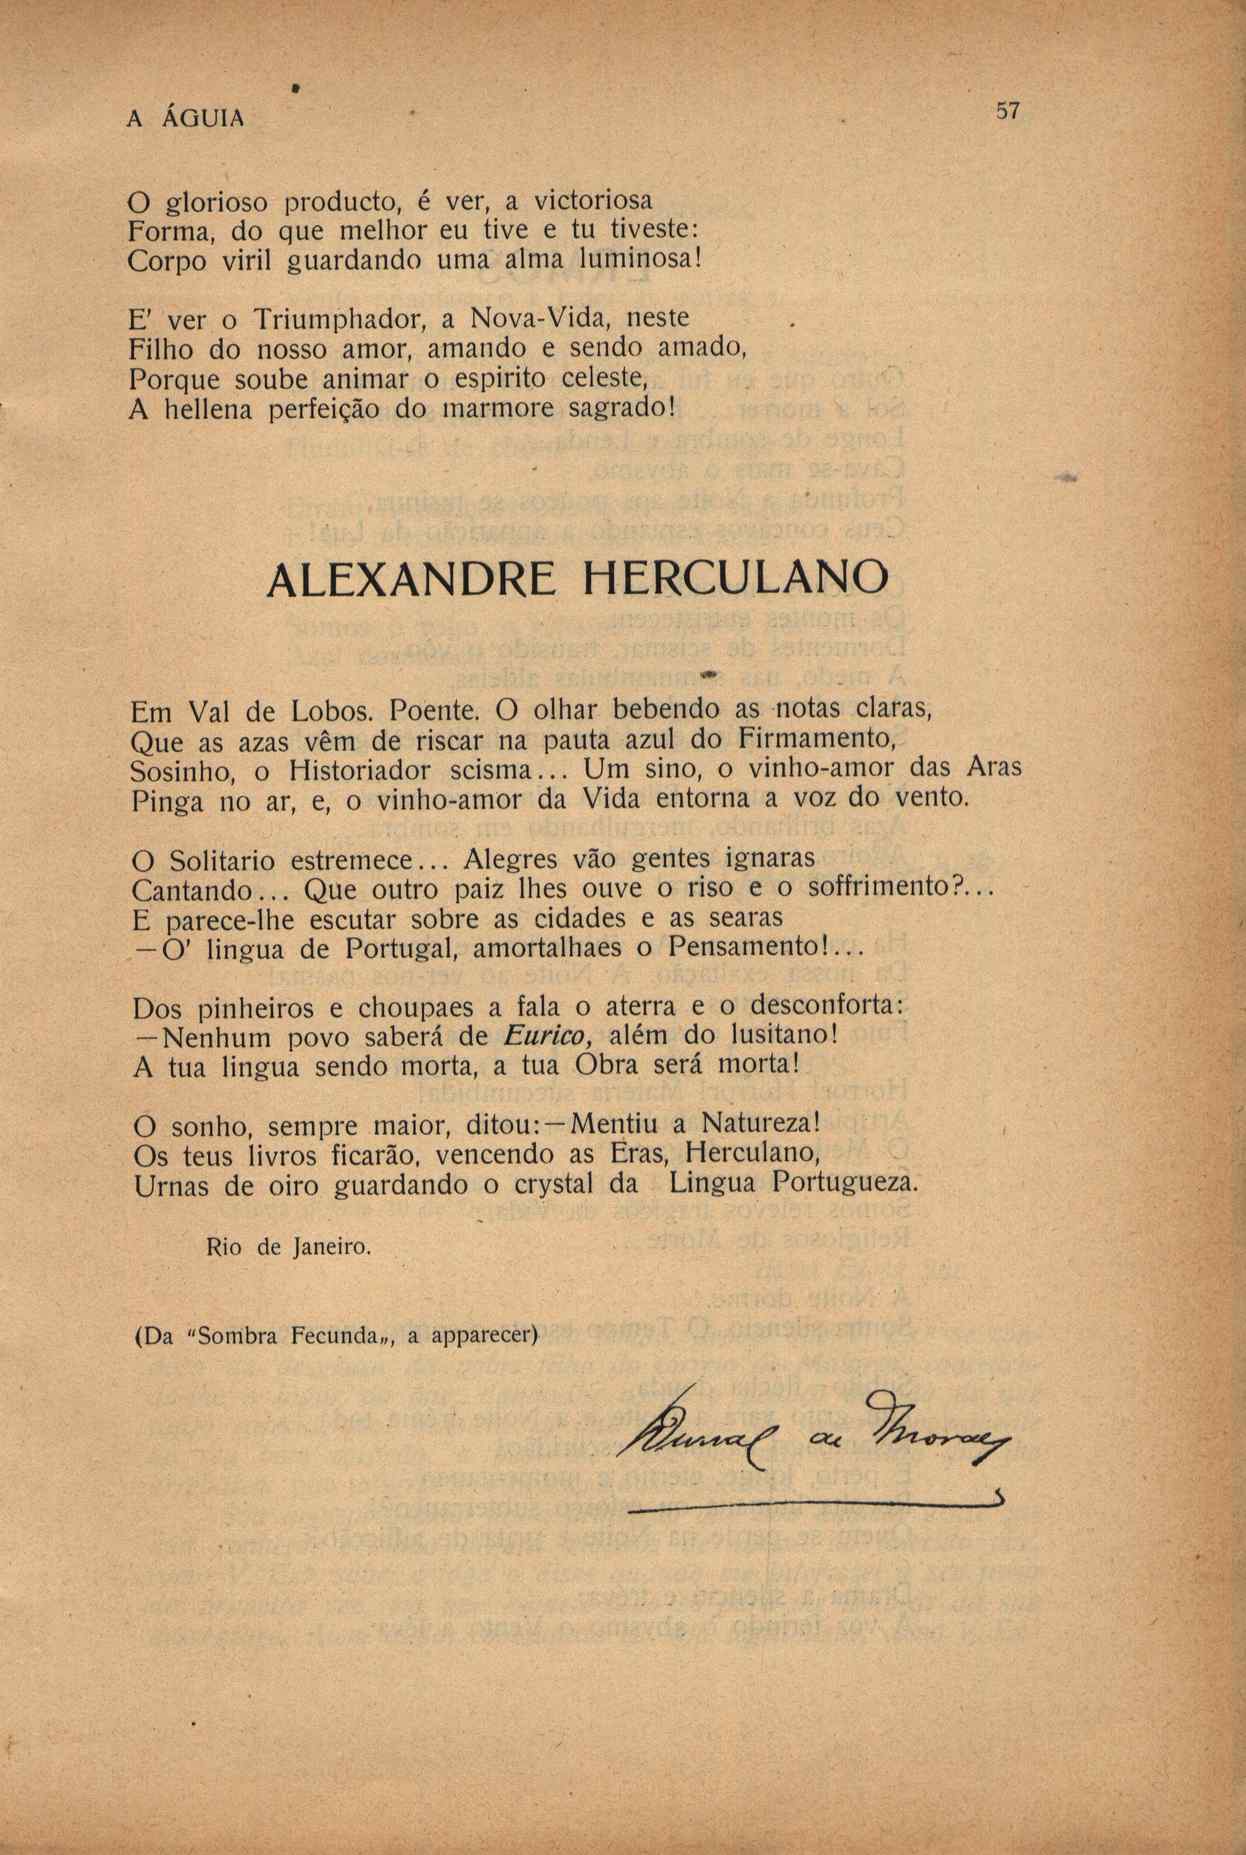 A ÁGUIA
57
O glorioso producto, é ver, a victoriosa
Forma, do que melhor eu tive e tu tiveste:
Corpo viril guardando uma alma luminosa!
E' ver o Triumphador, a Nova-Vida, neste
Filho do nosso amor, amando e sendo amado,
Porque soube animar o espirito celeste,
A hellena perfeição do marmore sagrado!
ALEXANDRE HERCULANO
Em Val de Lobos. Poente. O olhar bebendo as notas claras,
Que as azas vêm de riscar na pauta azul do Firmamento,
Sosinho, o Historiador scisma... Um sino, o vinho-amor das Aras
Pinga no ar, e, o vinho-amor da Vida entorna a voz do vento.
O Solitario estremece... Alegres vão gentes ignaras
Cantando... Que outro paiz lhes ouve o riso e o soffrimento?...
E parece-lhe escutar sobre as cidades e as searas
—O' lingua de Portugal, amortalhaes o Pensamento!...
Dos pinheiros e choupaes a fala o aterra e o desconforta:
—Nenhum povo saberá de Eurico, além do lusitano!
A tua lingua sendo morta, a tua Obra será morta!
O sonho, sempre maior, ditou:—Mentiu a Natureza!
Os teus livros ficarão, vencendo as Eras, Herculano,
Urnas de oiro guardando o crystal da Lingua Portugueza.
Rio de Janeiro.
(Da "Sombra Fecunda„, a apparecer)
Durval de Moraes